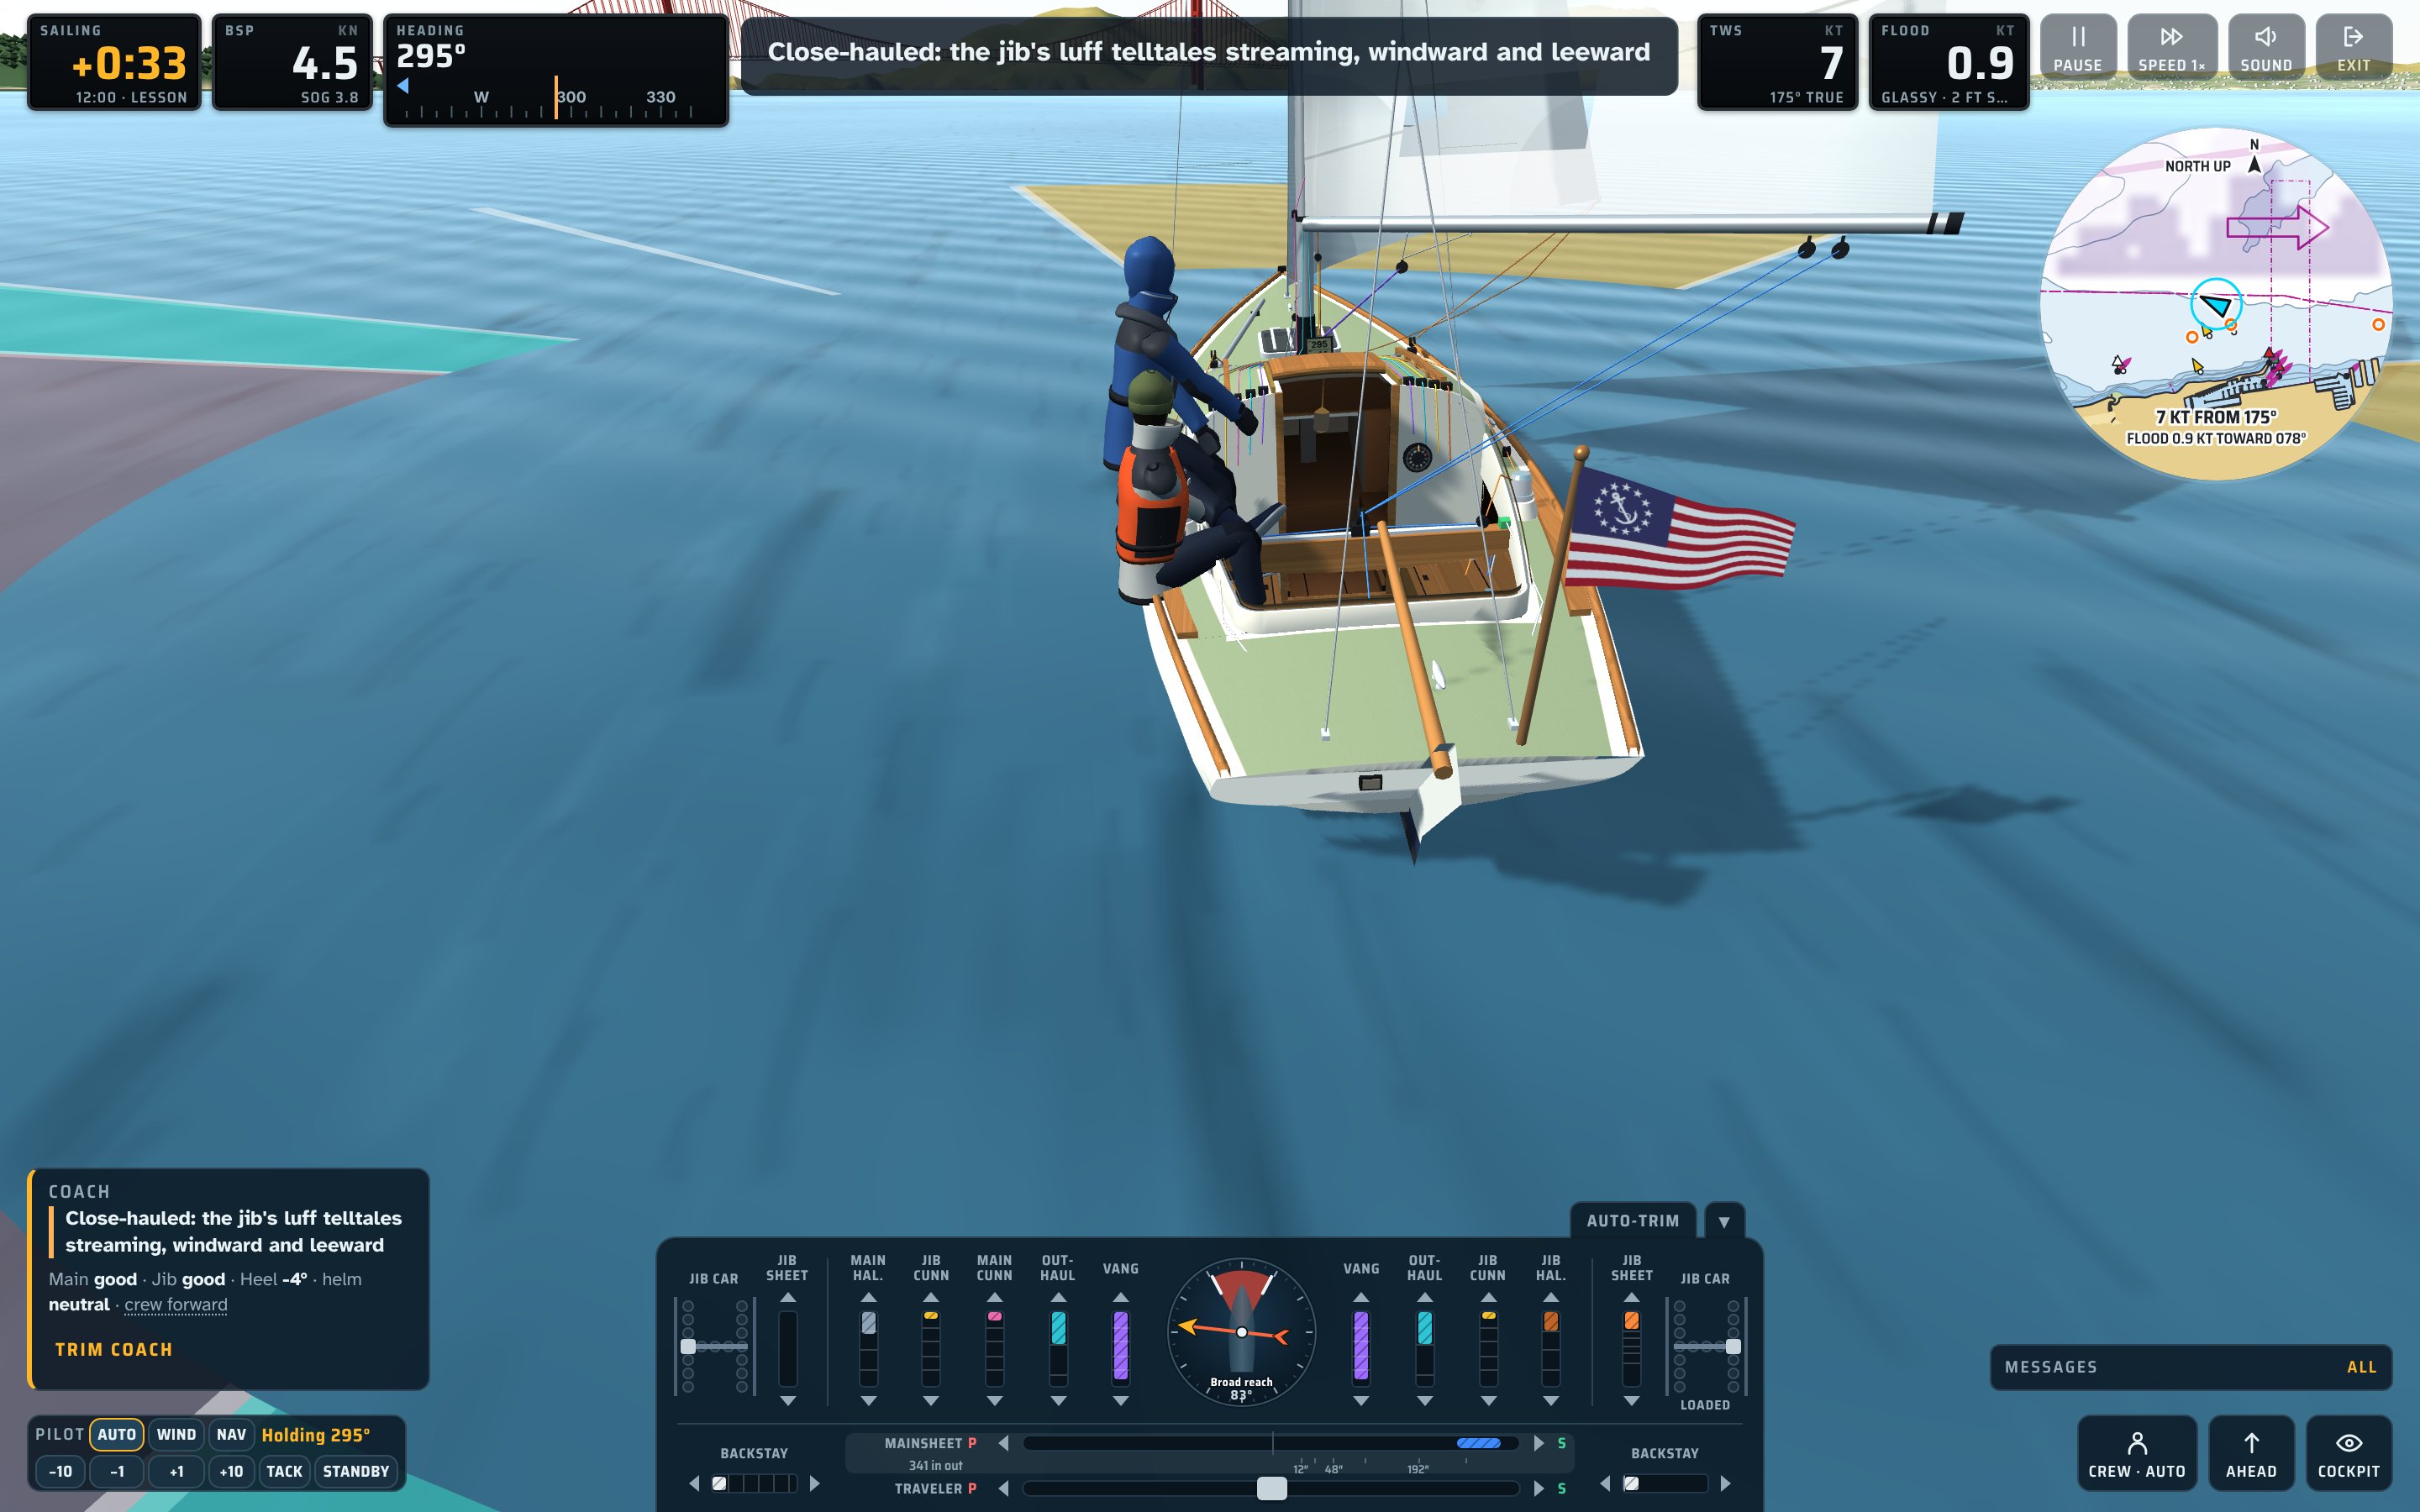 SAILING
+0:33
12:00 · LESSON
BSP KN
4.5
SOG 3.8
HEADING
295°
W 300 330
Close-hauled: the jib's luff telltales streaming, windward and leeward
TWS KT
7
175° TRUE
FLOOD KT
0.9
GLASSY · 2 FT S...
PAUSE
SPEED 1×
SOUND
EXIT
N
NORTH UP
7 KT FROM 175°
FLOOD 0.9 KT TOWARD 078°
295
COACH
Close-hauled: the jib's luff telltales
streaming, windward and leeward
Main good · Jib good · Heel -4° · helm
neutral · crew forward
TRIM COACH
PILOT AUTO WIND NAV Holding 295°
-10 -1 +1 +10 TACK STANDBY
AUTO-TRIM ▼
JIB CAR
JIB SHEET
MAIN HAL.
JIB CUNN
MAIN CUNN
OUT-HAUL
VANG
Broad reach
83°
VANG
OUT-HAUL
JIB CUNN
JIB HAL.
JIB SHEET
JIB CAR
LOADED
BACKSTAY
MAINSHEET P S
341 in out
12" 48" 192"
TRAVELER P S
BACKSTAY
MESSAGES ALL
CREW · AUTO
AHEAD
COCKPIT